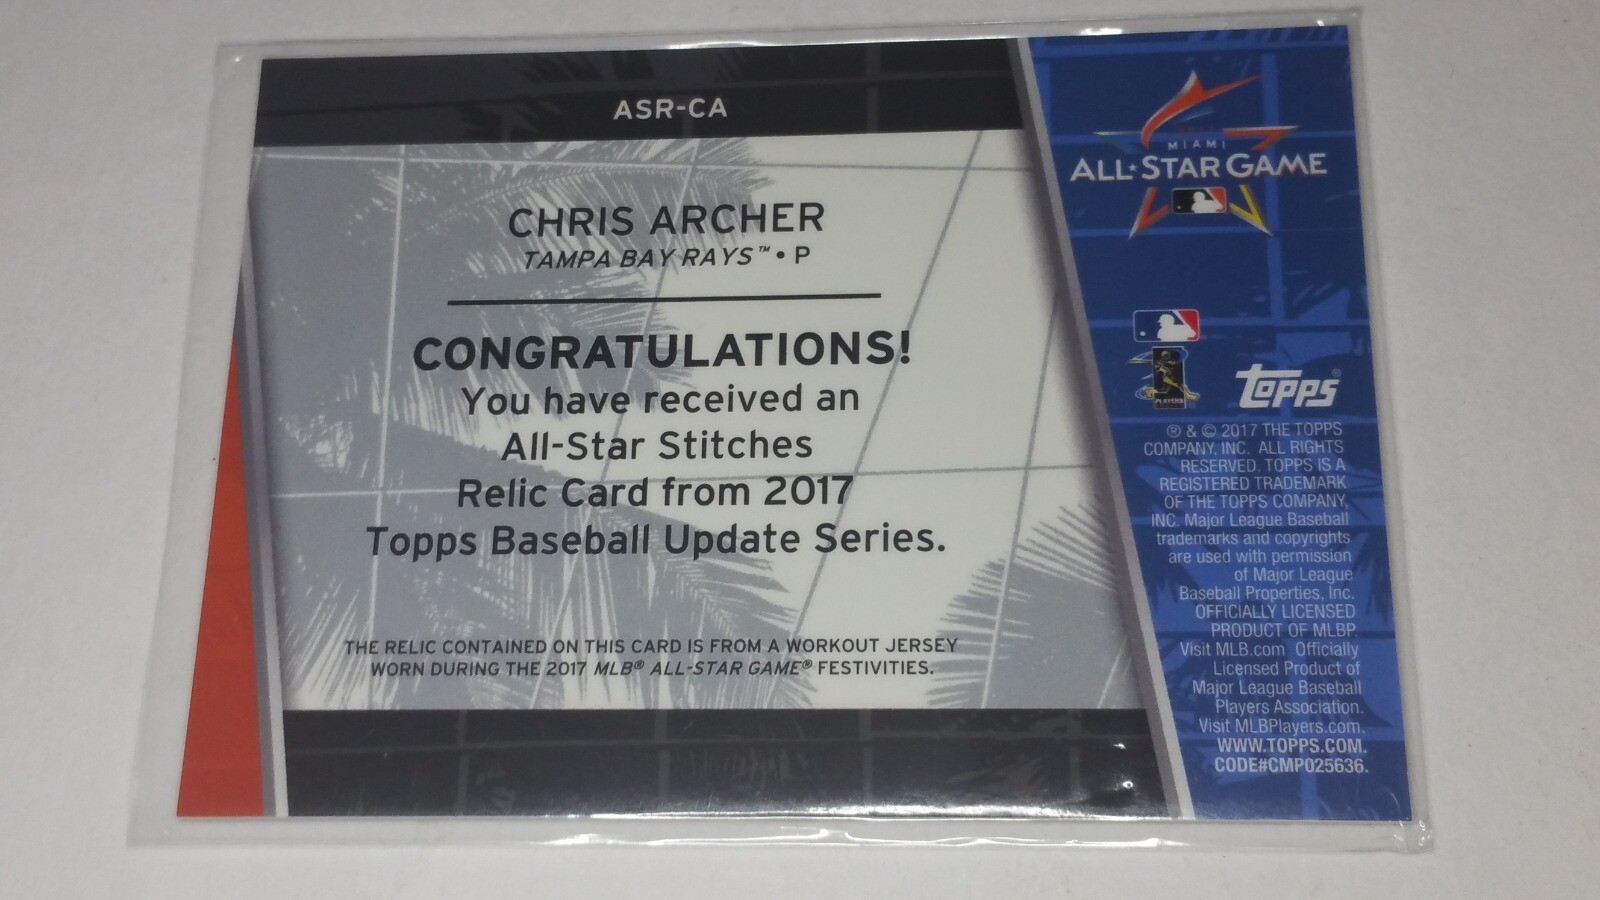 ASR-CA
CHRIS ARCHER
TAMPA BAY RAYS™ • P
CONGRATULATIONS!
You have received an
All-Star Stitches
Relic Card from 2017
Topps Baseball Update Series.
THE RELIC CONTAINED ON THIS CARD IS FROM A WORKOUT JERSEY
WORN DURING THE 2017 MLB® ALL-STAR GAME® FESTIVITIES.
MIAMI
ALL★STAR GAME
PLAYERS
topps®
® & © 2017 THE TOPPS
COMPANY, INC. ALL RIGHTS
RESERVED. TOPPS IS A
REGISTERED TRADEMARK
OF THE TOPPS COMPANY,
INC. Major League Baseball
trademarks and copyrights
are used with permission
of Major League
Baseball Properties, Inc.
OFFICIALLY LICENSED
PRODUCT OF MLBP.
Visit MLB.com Officially
Licensed Product of
Major League Baseball
Players Association.
Visit MLBPlayers.com.
WWW.TOPPS.COM.
CODE#CMP025636.